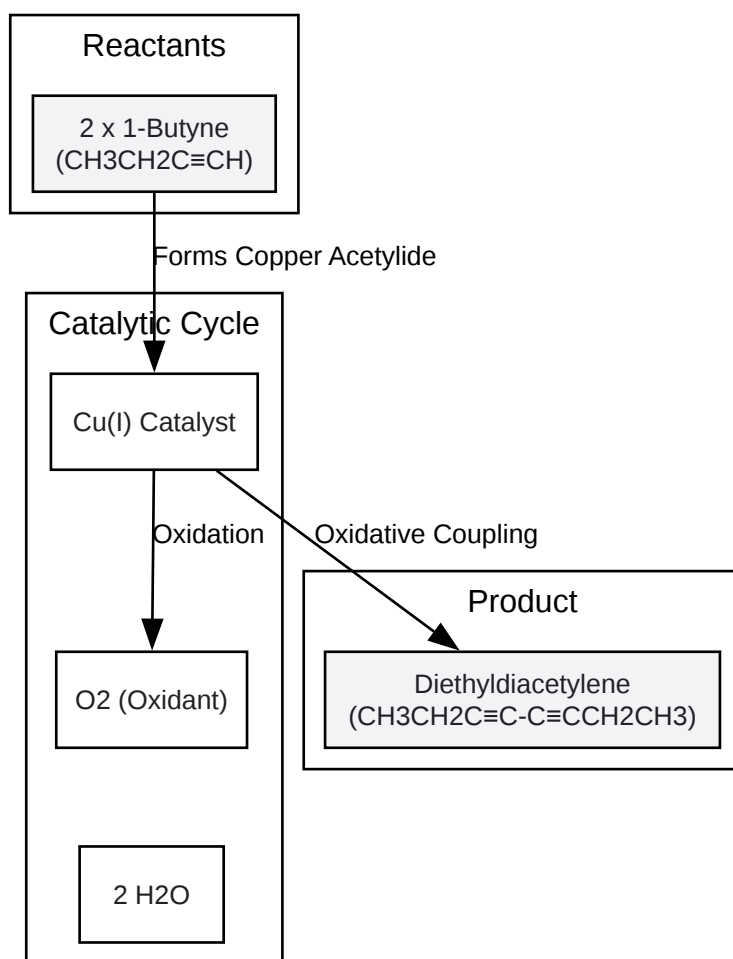 Reactants
2 x 1-Butyne
(CH3CH2C≡CH)
Forms Copper Acetylide
Catalytic Cycle
Cu(I) Catalyst
Oxidation
Oxidative Coupling
Product
O2 (Oxidant)
Diethyldiacetylene
(CH3CH2C≡C-C≡CCH2CH3)
2 H2O